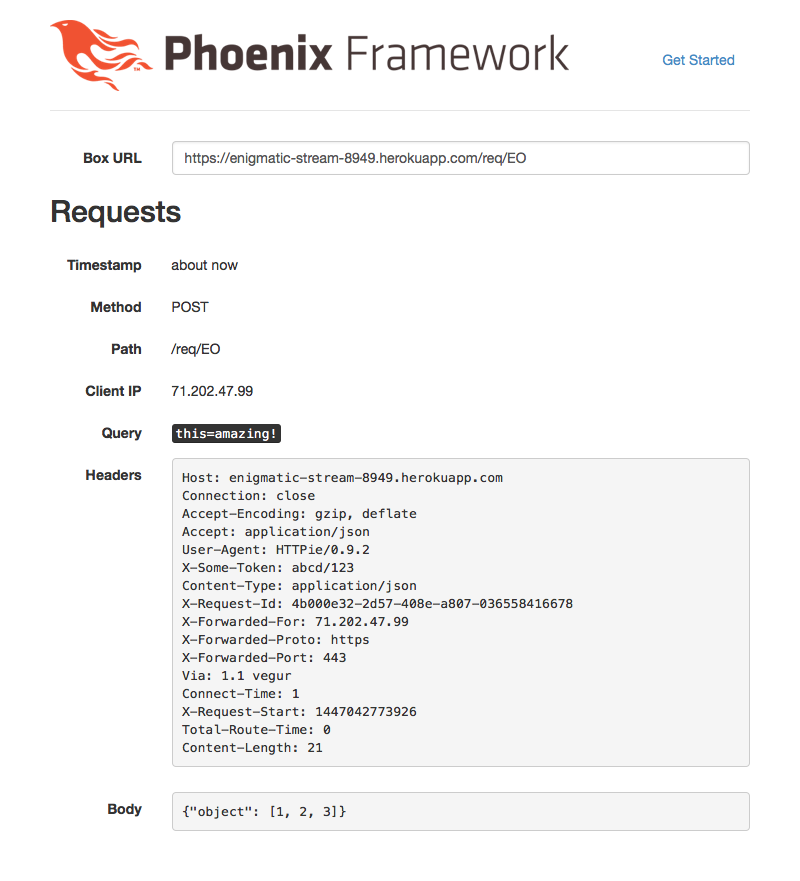 Phoenix Framework
Get Started
Box URL https://enigmatic-stream-8949.herokuapp.com/req/EO
Requests
Timestamp about now
Method POST
Path /req/EO
Client IP 71.202.47.99
Query this=amazing!
Headers Host: enigmatic-stream-8949.herokuapp.com
Connection: close
Accept-Encoding: gzip, deflate
Accept: application/json
User-Agent: HTTPie/0.9.2
X-Some-Token: abcd/123
Content-Type: application/json
X-Request-Id: 4b000e32-2d57-408e-a807-036558416678
X-Forwarded-For: 71.202.47.99
X-Forwarded-Proto: https
X-Forwarded-Port: 443
Via: 1.1 vegur
Connect-Time: 1
X-Request-Start: 1447042773926
Total-Route-Time: 0
Content-Length: 21
Body {"object": [1, 2, 3]}